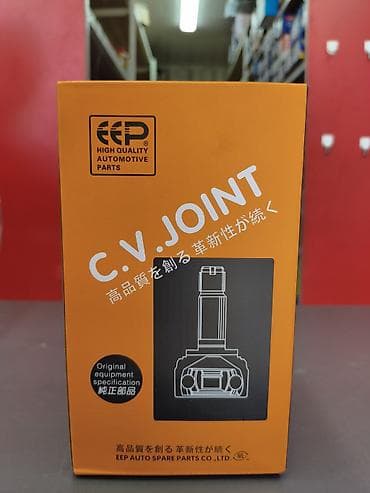 EEP®
HIGH QUALITY
AUTOMOTIVE
PARTS
C.V.JOINT
高品質を創る革新性が続く
Original
equipment
specification
純正部品
高品質を創る革新性が続く
EEP AUTO SPARE PARTS CO.,LTD.